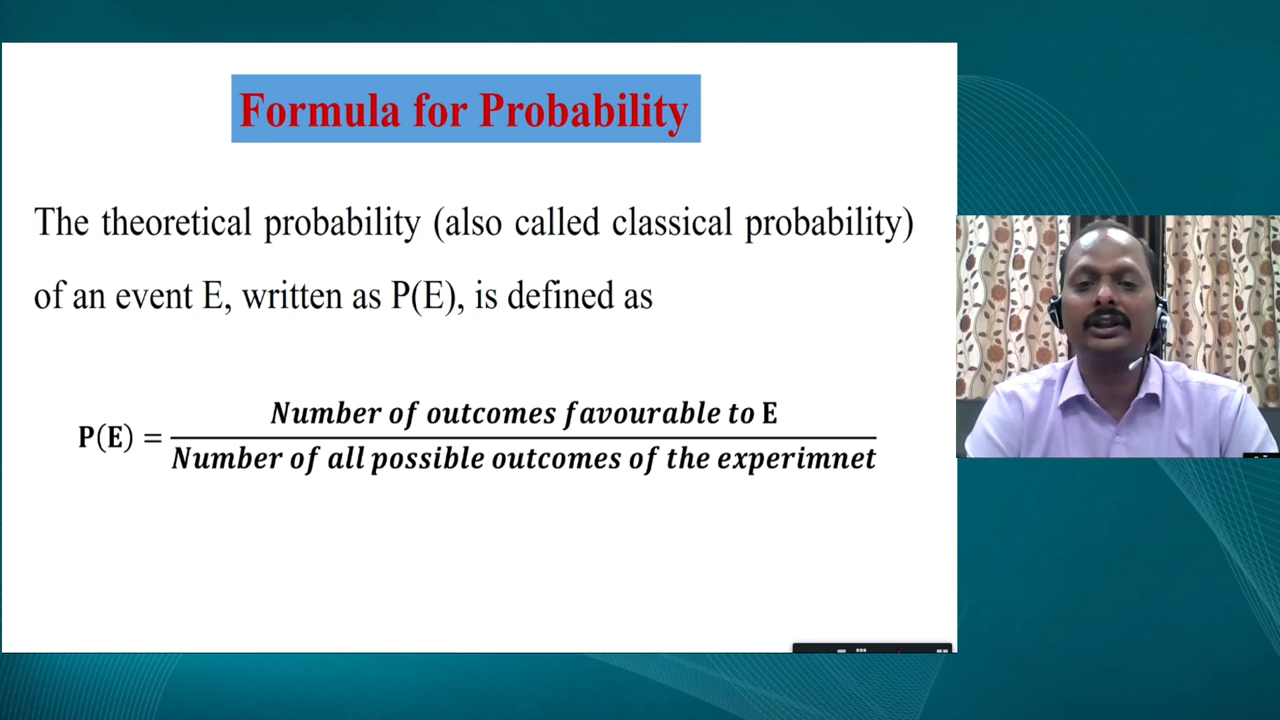 Formula for Probability
The theoretical probability (also called classical probability)
of an event E, written as P(E), is defined as
Number of outcomes favourable to E
P(E) =
Number of all possible outcomes of the experimnet